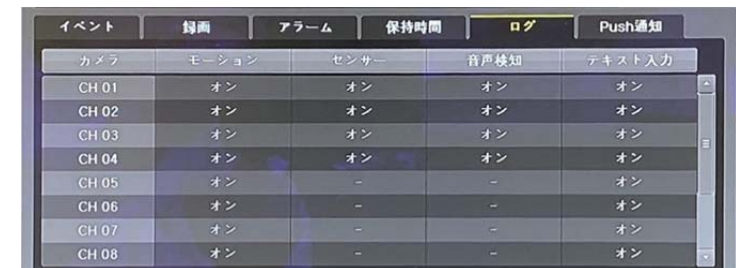 イベント 録画 アラーム 保持時間 ログ Push通知
カメラ モーション センサー 音声検知 テキスト入力
CH 01 オン オン オン オン
CH 02 オン オン オン オン
CH 03 オン オン オン オン
CH 04 オン オン オン オン
CH 05 オン - - オン
CH 06 オン - - オン
CH 07 オン - - オン
CH 08 オン - - オン